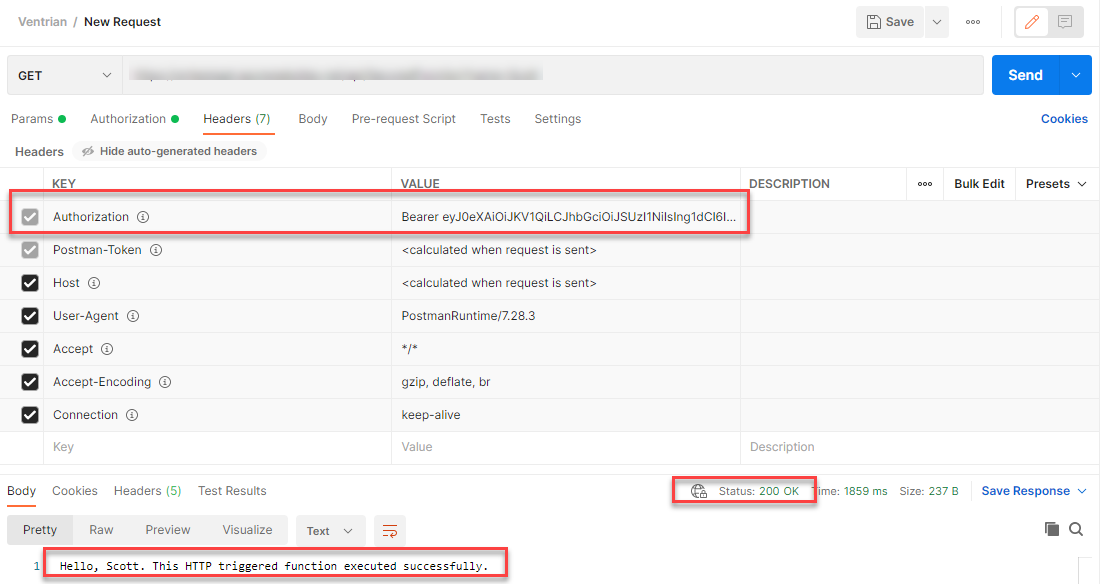 Ventrian / New Request
Save
GET
Send
Params
Authorization
Headers (7)
Body
Pre-request Script
Tests
Settings
Cookies
Headers
Hide auto-generated headers
KEY VALUE DESCRIPTION
Bulk Edit
Presets
Authorization Bearer eyJ0eXAiOiJKV1QiLCJhbGciOiJSUzI1NiIsIng1dCI6I...
Postman-Token <calculated when request is sent>
Host <calculated when request is sent>
User-Agent PostmanRuntime/7.28.3
Accept */*
Accept-Encoding gzip, deflate, br
Connection keep-alive
Key Value Description
Body Cookies Headers (5) Test Results
Status: 200 OK Time: 1859 ms Size: 237 B Save Response
Pretty Raw Preview Visualize Text
1 Hello, Scott. This HTTP triggered function executed successfully.